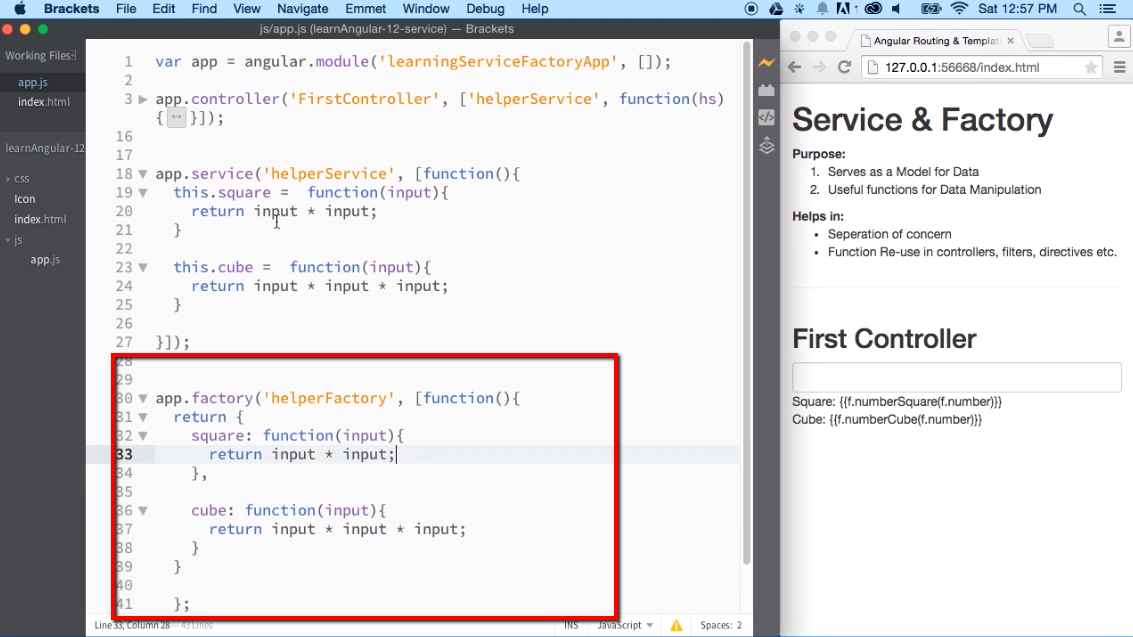 Brackets File Edit Find View Navigate Emmet Window Debug Help Sat 12:57 PM
js/app.js (learnAngular-12-service) — Brackets
Working Files
app.js
index.html
learnAngular-12
css
Icon
index.html
js
app.js
1 var app = angular.module('learningServiceFactoryApp', []);
2
3 app.controller('FirstController', ['helperService', function(hs)
{ }]);
16
17
18 app.service('helperService', [function(){
19 this.square = function(input){
20 return input * input;
21 }
22
23 this.cube = function(input){
24 return input * input * input;
25 }
26
27 }]);
28
29
30 app.factory('helperFactory', [function(){
31 return {
32 square: function(input){
33 return input * input;
34 },
35
36 cube: function(input){
37 return input * input * input;
38 }
39 }
40
41 };
Line 33, Column 28 — 43 Lines
INS JavaScript Spaces: 2
Angular Routing & Templat
127.0.0.1:56668/index.html
Service & Factory
Purpose:
1. Serves as a Model for Data
2. Useful functions for Data Manipulation
Helps in:
• Seperation of concern
• Function Re-use in controllers, filters, directives etc.
First Controller
Square: {{f.numberSquare(f.number)}}
Cube: {{f.numberCube(f.number)}}